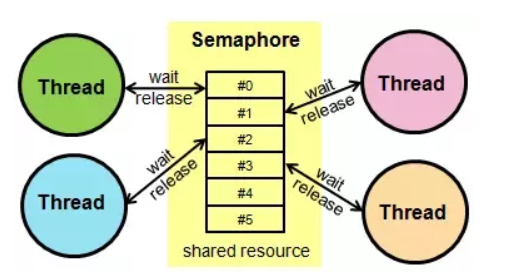 Semaphore
Thread
wait
release
#0
#1
#2
#3
#4
#5
wait
release
Thread
Thread
wait
release
wait
release
Thread
shared resource